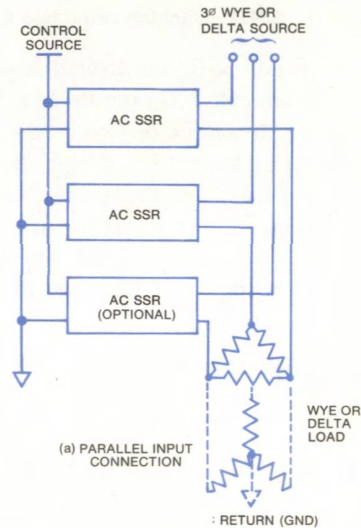 3ø WYE OR
DELTA SOURCE
CONTROL
SOURCE
AC SSR
AC SSR
AC SSR
(OPTIONAL)
WYE OR
DELTA
LOAD
(a) PARALLEL INPUT
CONNECTION
: RETURN (GND)